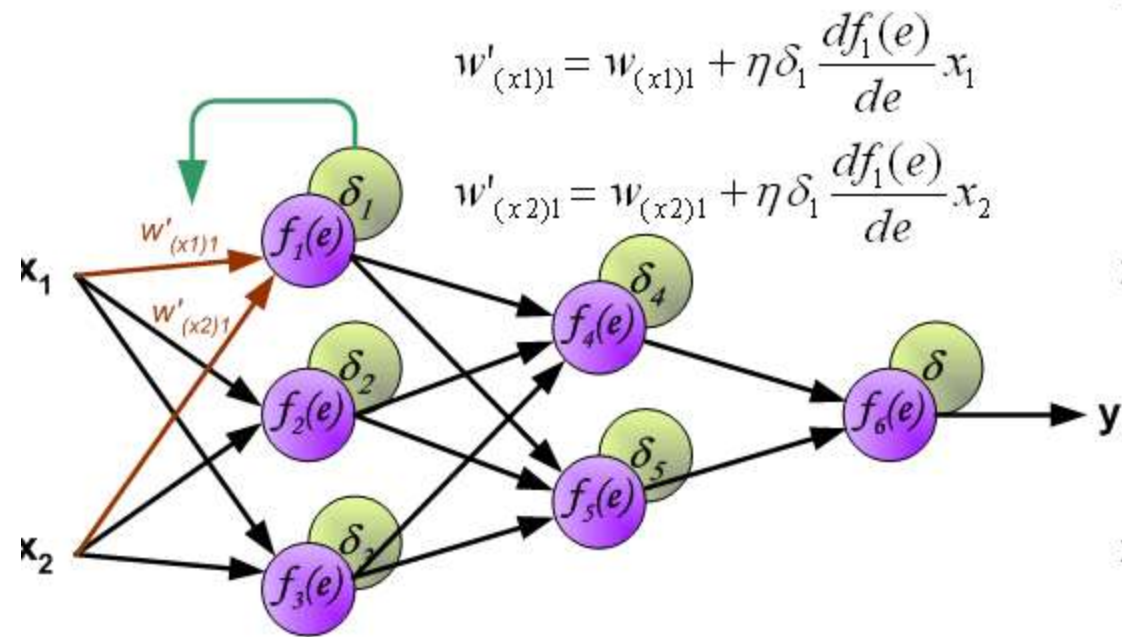 w'(x1)1 = w(x1)1 + ηδ1 df1(e)/de x1
w'(x2)1 = w(x2)1 + ηδ1 df1(e)/de x2
δ1
f1(e)
w'(x1)1
x1
w'(x2)1
δ4
f4(e)
δ2
f2(e)
δ
f6(e)
y
δ5
f5(e)
δ3
f3(e)
x2